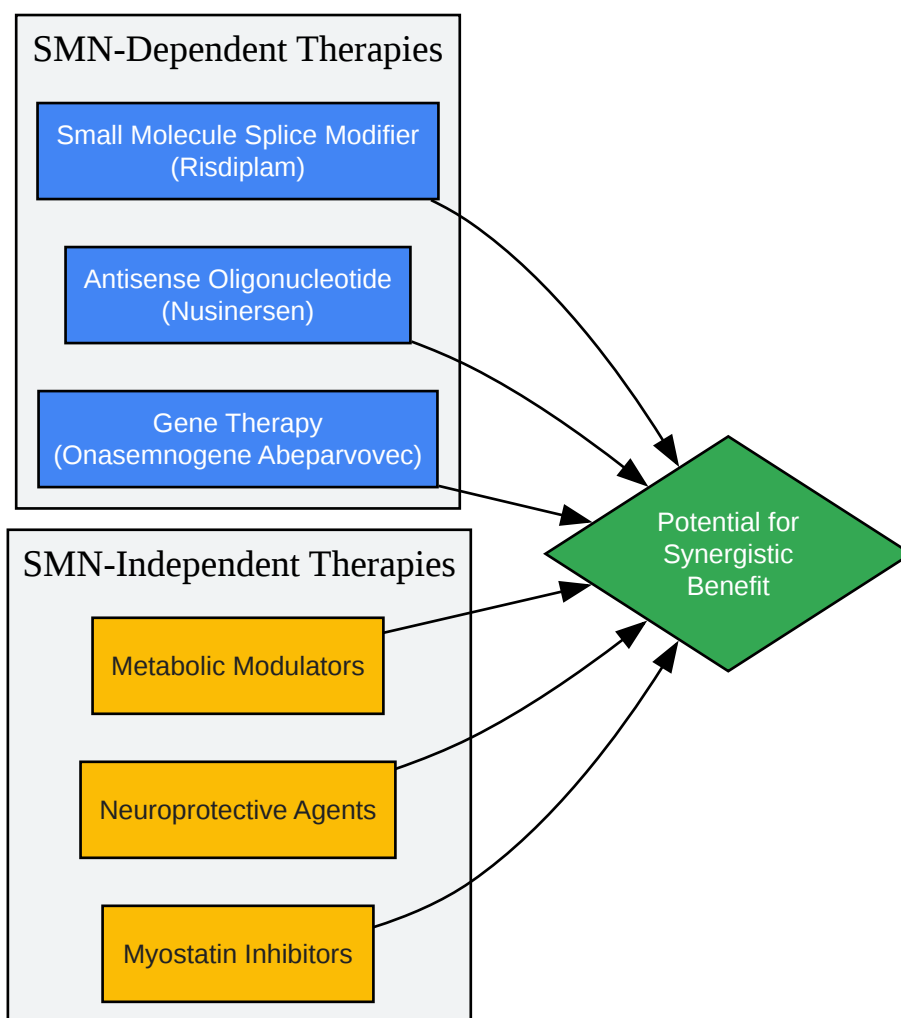 SMN-Dependent Therapies
Small Molecule Splice Modifier
(Risdiplam)
Antisense Oligonucleotide
(Nusinersen)
Gene Therapy
(Onasemnogene Abeparvovec)
Potential for
Synergistic
Benefit
SMN-Independent Therapies
Metabolic Modulators
Neuroprotective Agents
Myostatin Inhibitors